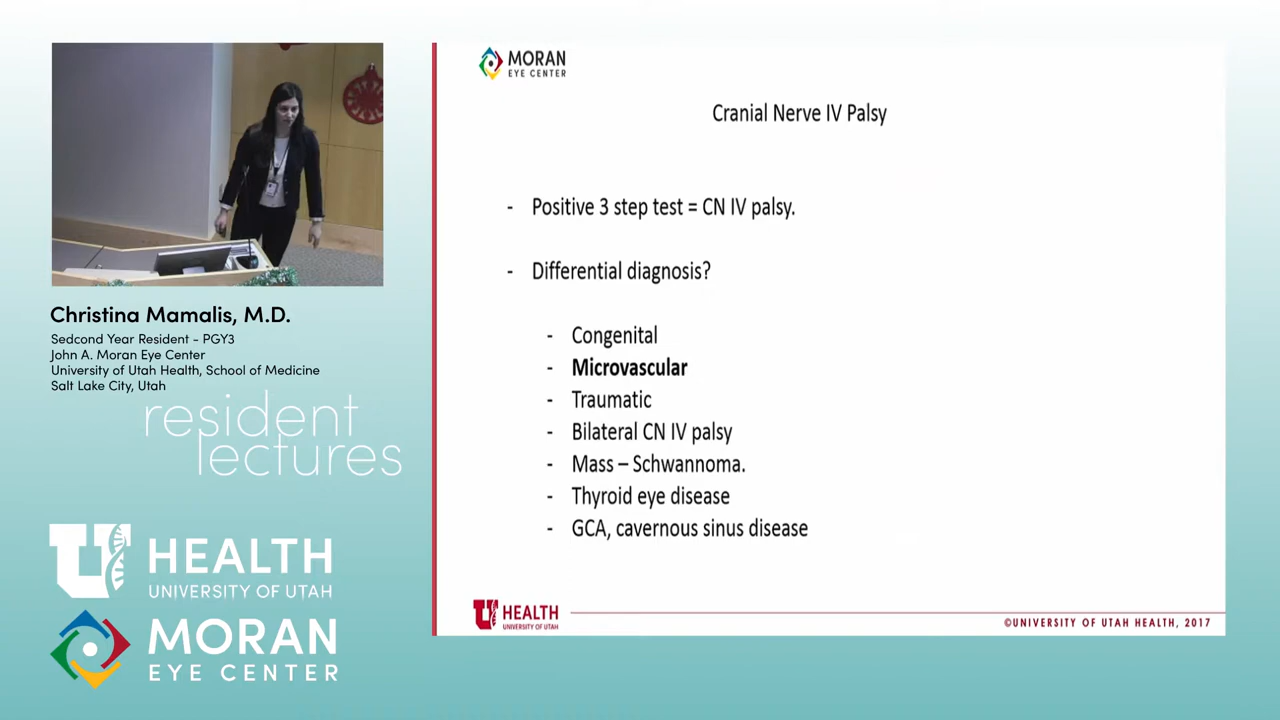 MORAN
EYE CENTER
Cranial Nerve IV Palsy
- Positive 3 step test = CN IV palsy.
- Differential diagnosis?
- Congenital
- Microvascular
- Traumatic
- Bilateral CN IV palsy
- Mass – Schwannoma.
- Thyroid eye disease
- GCA, cavernous sinus disease
U HEALTH
UNIVERSITY OF UTAH
©UNIVERSITY OF UTAH HEALTH, 2017
Christina Mamalis, M.D.
Sedcond Year Resident - PGY3
John A. Moran Eye Center
University of Utah Health, School of Medicine
Salt Lake City, Utah
resident
lectures
U HEALTH
UNIVERSITY OF UTAH
MORAN
EYE CENTER